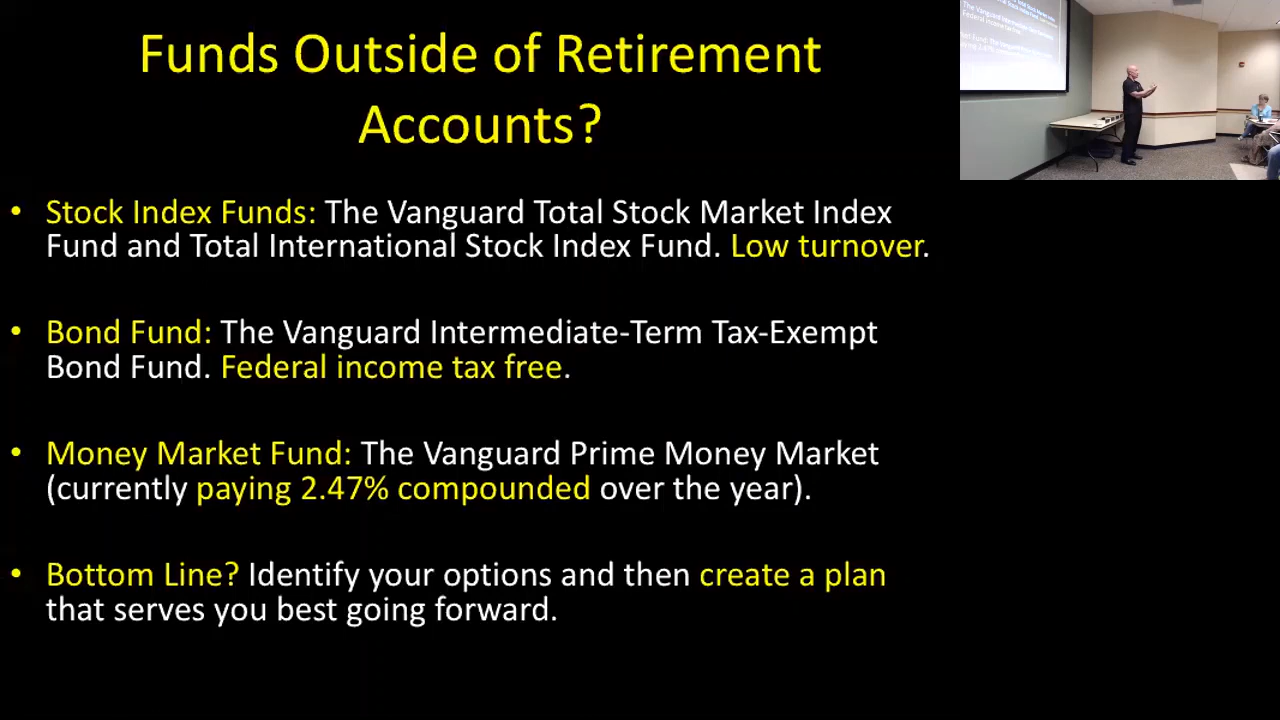 Funds Outside of Retirement
Accounts?
• Stock Index Funds: The Vanguard Total Stock Market Index
Fund and Total International Stock Index Fund. Low turnover.
• Bond Fund: The Vanguard Intermediate-Term Tax-Exempt
Bond Fund. Federal income tax free.
• Money Market Fund: The Vanguard Prime Money Market
(currently paying 2.47% compounded over the year).
• Bottom Line? Identify your options and then create a plan
that serves you best going forward.